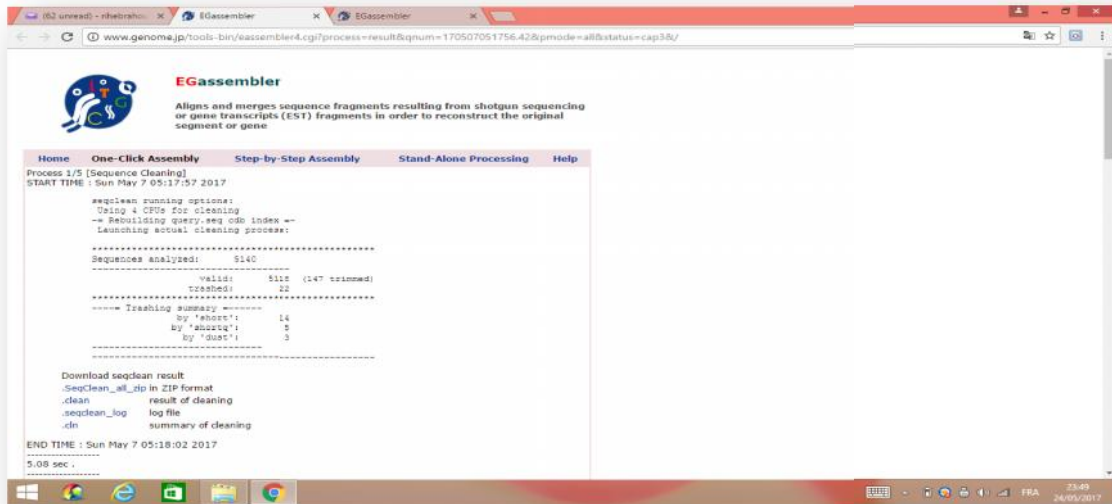 (62 unread) - rihebrahou
EGassembler
EGassembler
www.genome.jp/tools-bin/eassembler4.cgi?process=result&qnum=170507051756.42&pmode=all&status=cap3&/
EGassembler
Aligns and merges sequence fragments resulting from shotgun sequencing
or gene transcripts (EST) fragments in order to reconstruct the original
segment or gene
Home One-Click Assembly Step-by-Step Assembly Stand-Alone Processing Help
Process 1/5 [Sequence Cleaning]
START TIME : Sun May 7 05:17:57 2017
seqclean running options:
Using 4 CPUs for cleaning
-= Rebuilding query.seq cdb index =-
Launching actual cleaning process:
**************************************************
Sequences analyzed: 5140
-----------------------------------
valid: 5118 (147 trimmed)
trashed: 22
**************************************************
----= Trashing summary =------
by 'short': 14
by 'shortq': 5
by 'dust': 3
------------------------------
--------------------------------------------------
Download seqclean result
.SeqClean_all_zip in ZIP format
.clean result of cleaning
.seqclean_log log file
.cln summary of cleaning
END TIME : Sun May 7 05:18:02 2017
------------------
5.08 sec .
------------------
FRA
23:49
24/05/2017